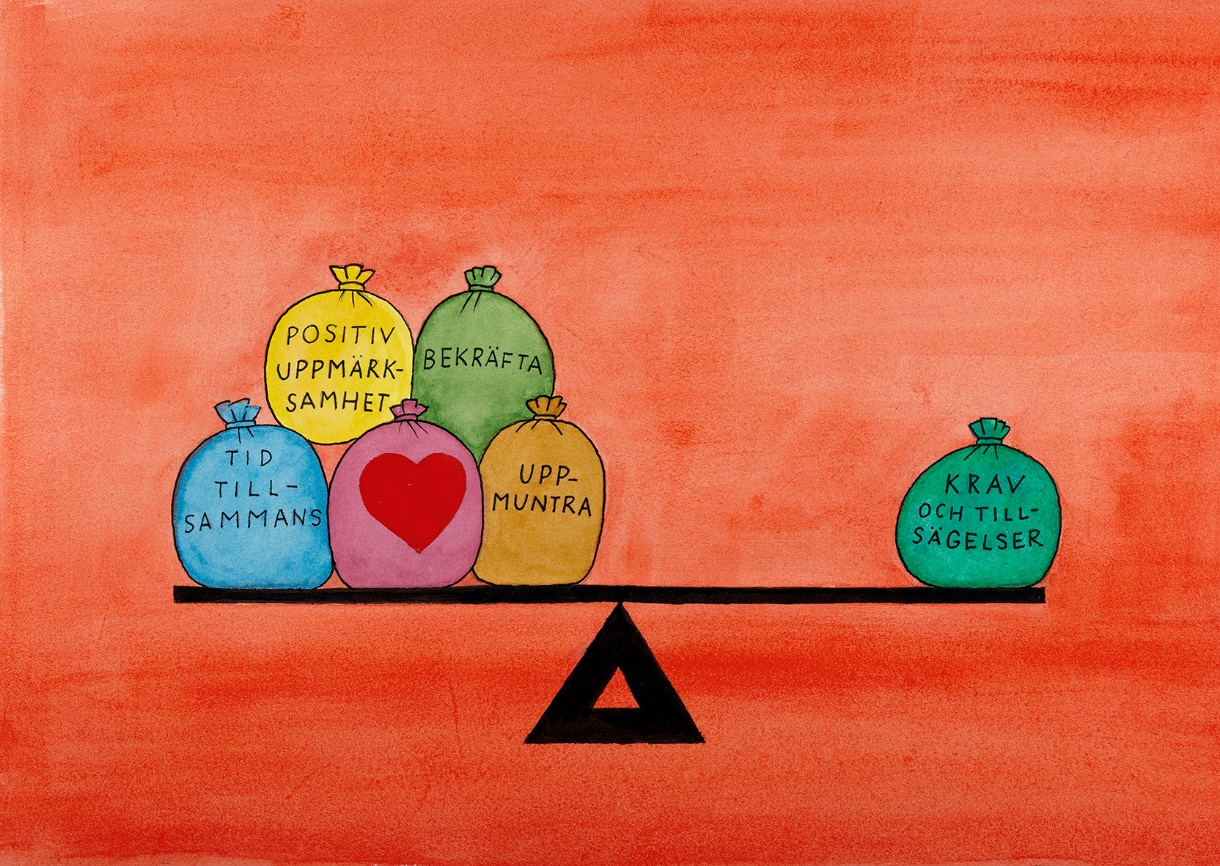 POSITIV
UPPMÄRK-
SAMHET
BEKRÄFTA
TID
TILL-
SAMMANS
UPP-
MUNTRA
KRAV
OCH TILL-
SÄGELSER